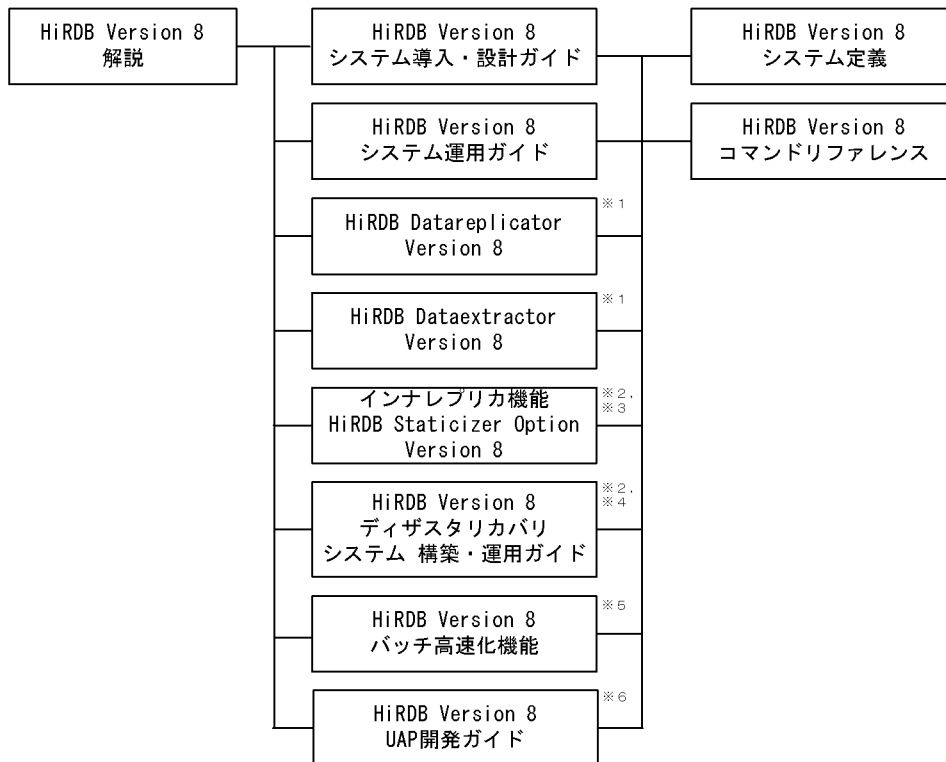 HiRDB Version 8
解説
HiRDB Version 8
システム導入・設計ガイド
HiRDB Version 8
システム定義
HiRDB Version 8
システム運用ガイド
HiRDB Version 8
コマンドリファレンス
HiRDB Datareplicator
Version 8
※1
HiRDB Dataextractor
Version 8
※1
インナレプリカ機能
HiRDB Staticizer Option
Version 8
※2,
※3
HiRDB Version 8
ディザスタリカバリ
システム 構築・運用ガイド
※2,
※4
HiRDB Version 8
バッチ高速化機能
※5
HiRDB Version 8
UAP開発ガイド
※6